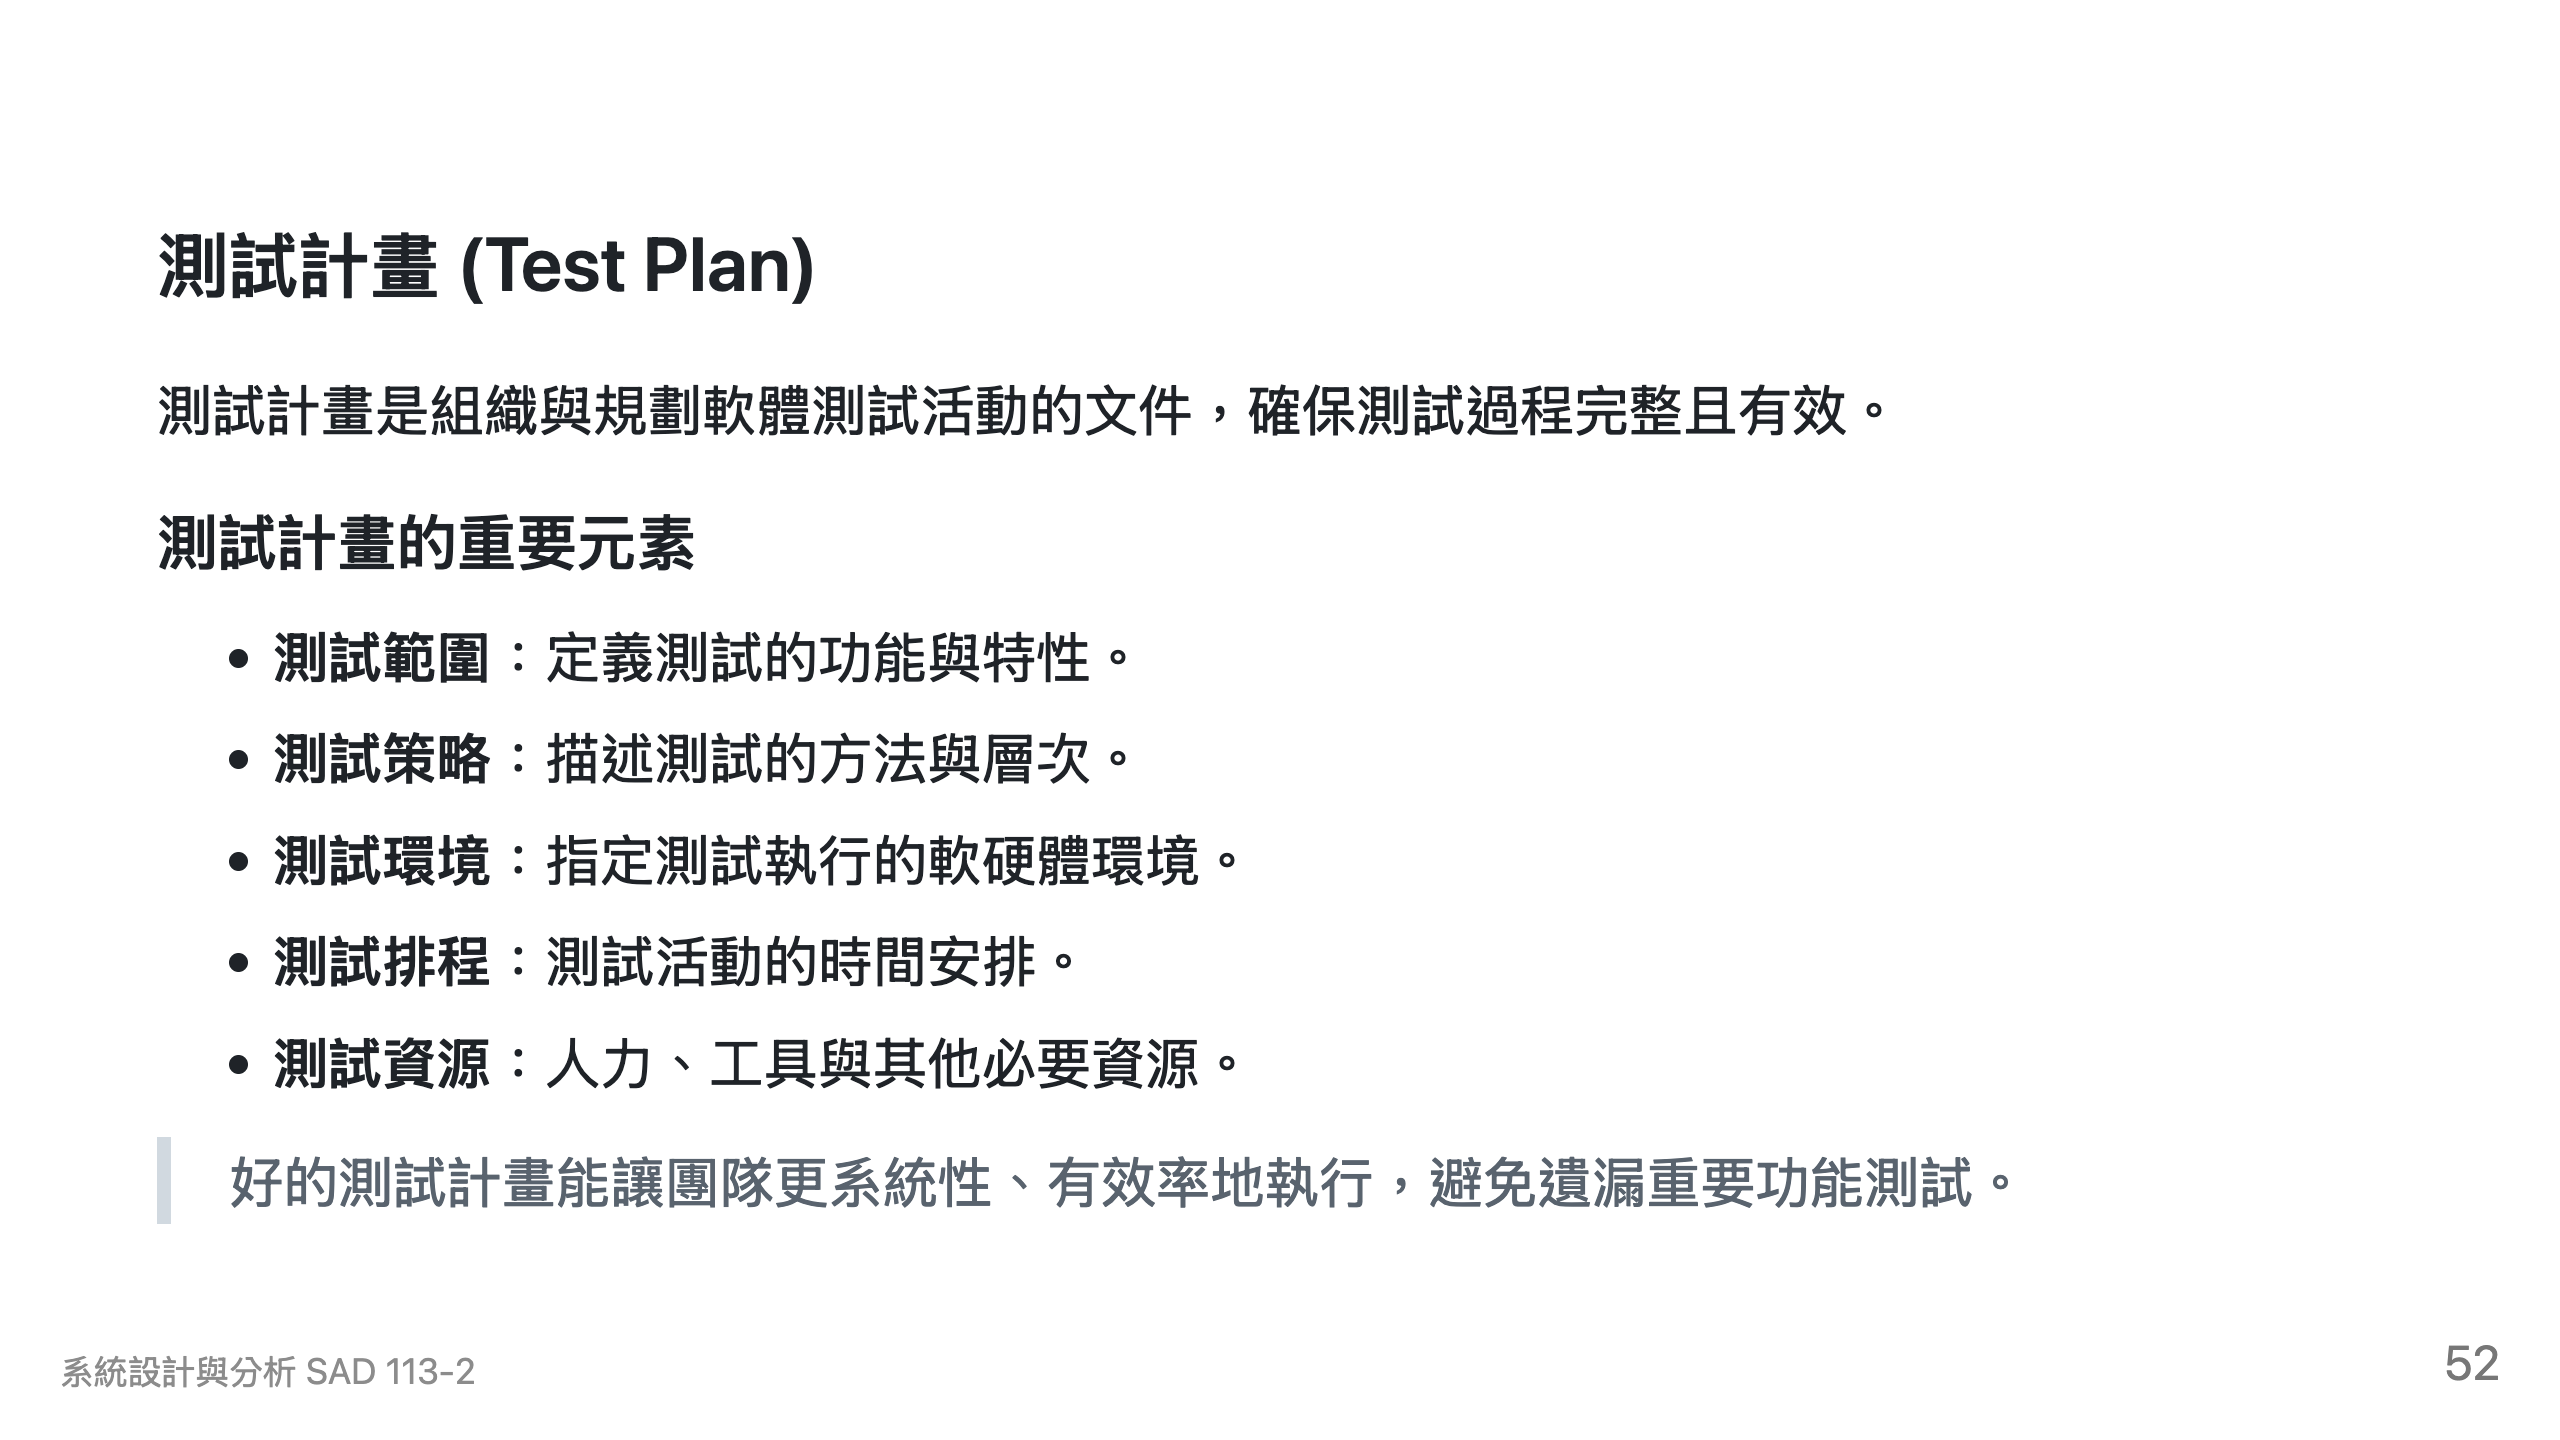 測試計畫 (Test Plan)
測試計畫是組織與規劃軟體測試活動的文件，確保測試過程完整且有效。
測試計畫的重要元素
• 測試範圍：定義測試的功能與特性。
• 測試策略：描述測試的方法與層次。
• 測試環境：指定測試執行的軟硬體環境。
• 測試排程：測試活動的時間安排。
• 測試資源：人力、工具與其他必要資源。
好的測試計畫能讓團隊更系統性、有效率地執行，避免遺漏重要功能測試。
系統設計與分析 SAD 113-2
52